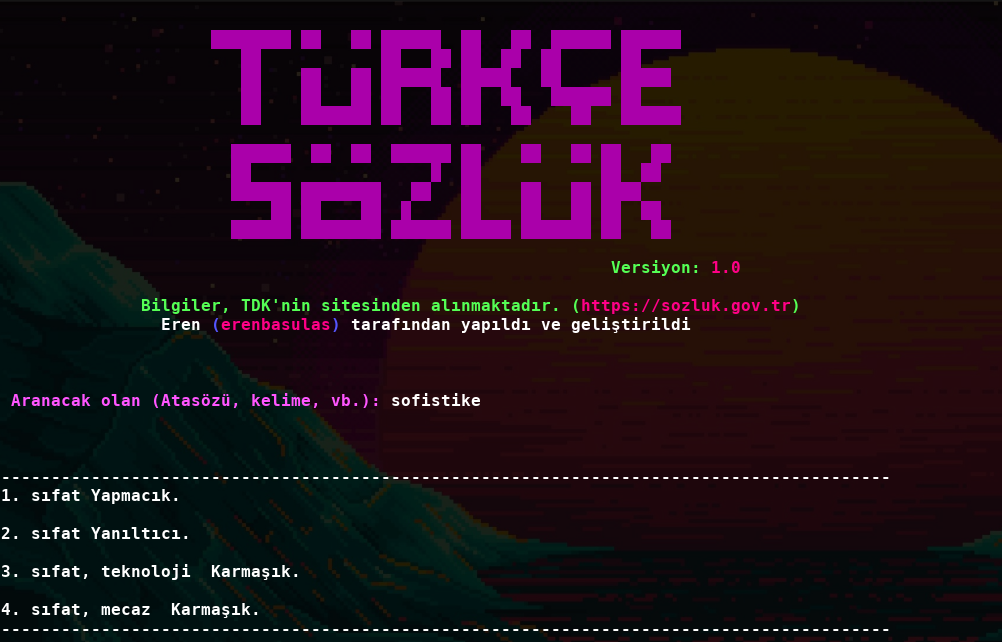 TÜRKÇE
SÖZLÜK
Versiyon: 1.0
Bilgiler, TDK'nin sitesinden alınmaktadır. (https://sozluk.gov.tr)
Eren (erenbasulas) tarafından yapıldı ve geliştirildi
Aranacak olan (Atasözü, kelime, vb.): sofistike
-----------------------------------------------------------------------------------------
1. sıfat Yapmacık.
2. sıfat Yanıltıcı.
3. sıfat, teknoloji  Karmaşık.
4. sıfat, mecaz  Karmaşık.
-----------------------------------------------------------------------------------------